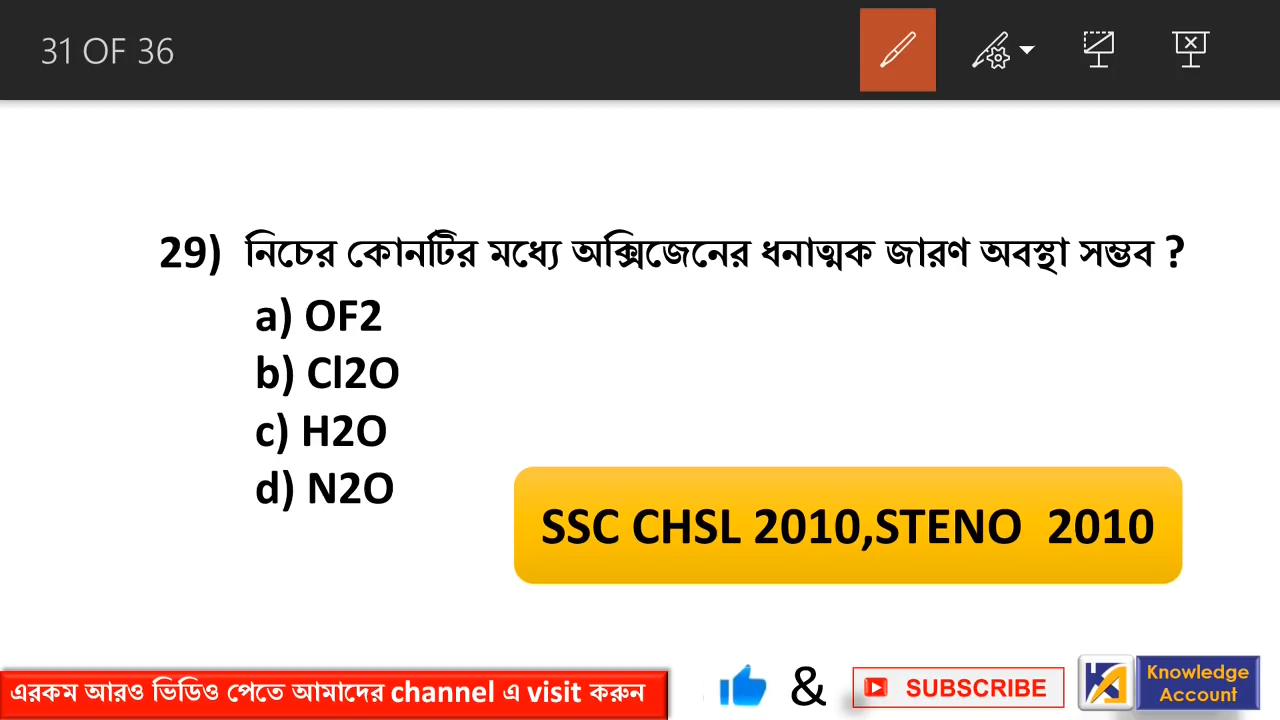 31 OF 36
29) নিচের কোনটির মধ্যে অক্সিজেনের ধনাত্মক জারণ অবস্থা সম্ভব ?
a) OF2
b) Cl2O
c) H2O
d) N2O
SSC CHSL 2010,STENO 2010
এরকম আরও ভিডিও পেতে আমাদের channel এ visit করুন
& SUBSCRIBE
Knowledge
Account